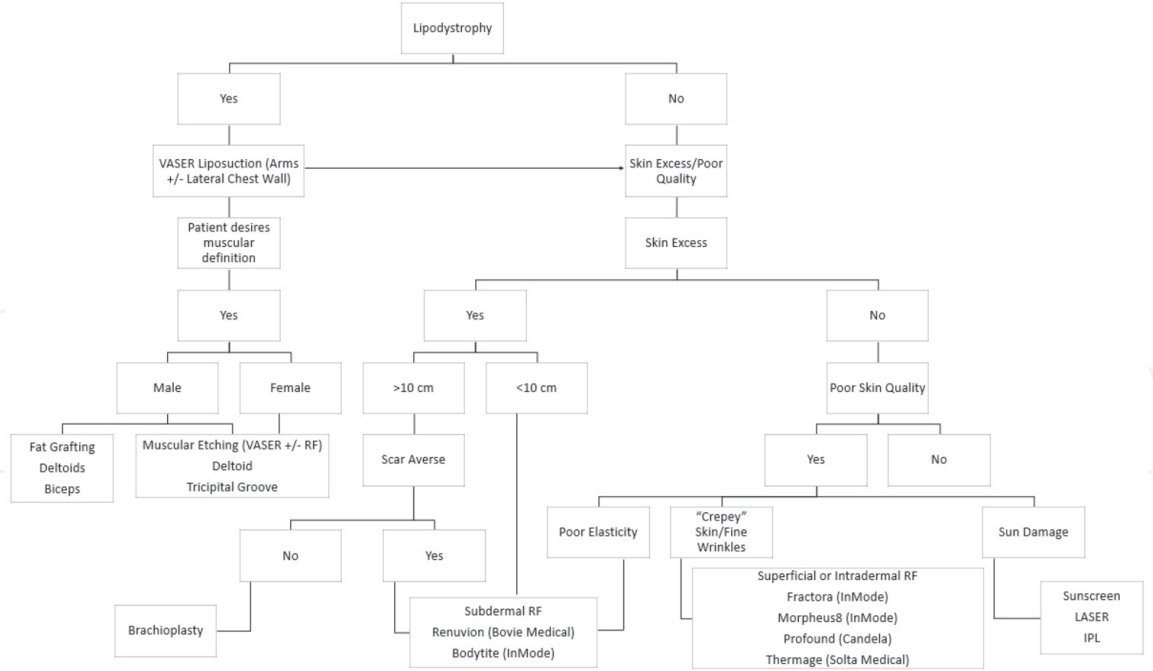 Lipodystrophy
Yes
No
VASER Liposuction (Arms
+/- Lateral Chest Wall)
Skin Excess/Poor
Quality
Patient desires
muscular
definition
Skin Excess
Yes
Yes
No
Male
Female
>10 cm
<10 cm
Poor Skin Quality
Fat Grafting
Deltoids
Biceps
Muscular Etching (VASER +/- RF)
Deltoid
Tricipital Groove
Scar Averse
Yes
No
No
Yes
Poor Elasticity
"Crepey"
Skin/Fine
Wrinkles
Sun Damage
Brachioplasty
Subdermal RF
Renuvion (Bovie Medical)
Bodytite (InMode)
Superficial or Intradermal RF
Fractora (InMode)
Morpheus8 (InMode)
Profound (Candela)
Thermage (Solta Medical)
Sunscreen
LASER
IPL